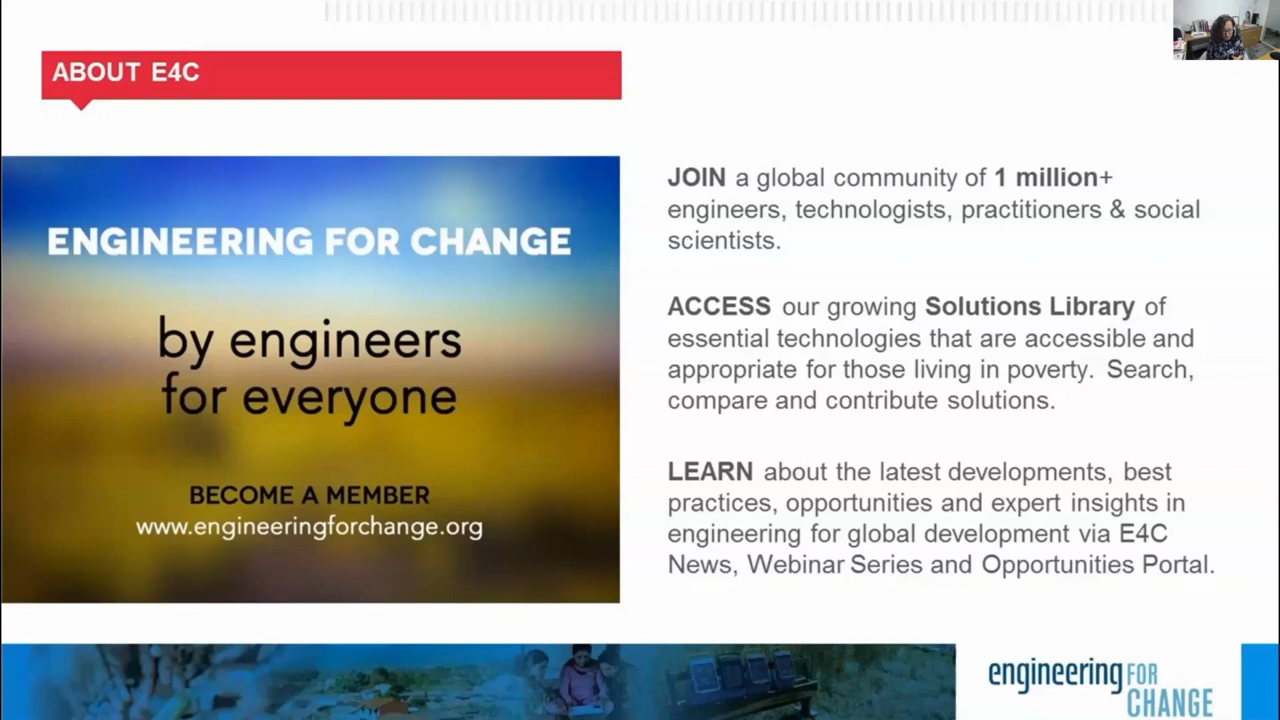 ABOUT E4C
ENGINEERING FOR CHANGE
by engineers
for everyone
BECOME A MEMBER
www.engineeringforchange.org
JOIN a global community of 1 million+
engineers, technologists, practitioners & social
scientists.
ACCESS our growing Solutions Library of
essential technologies that are accessible and
appropriate for those living in poverty. Search,
compare and contribute solutions.
LEARN about the latest developments, best
practices, opportunities and expert insights in
engineering for global development via E4C
News, Webinar Series and Opportunities Portal.
engineering FOR
CHANGE